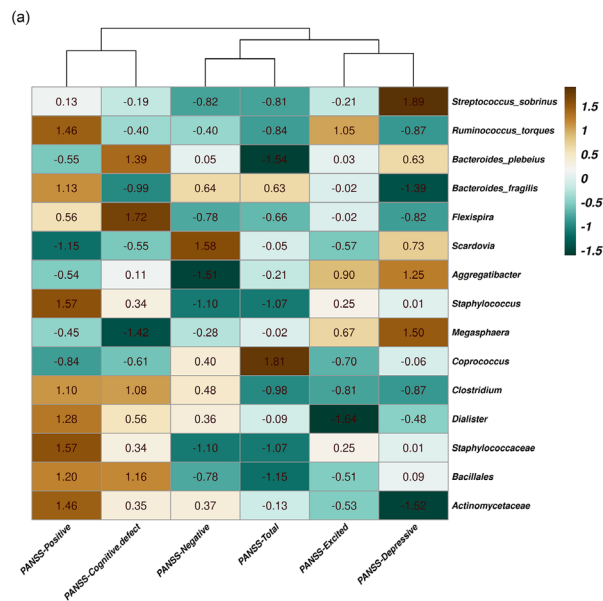 (a)
0.13 -0.19 -0.82 -0.81 -0.21 1.89 Streptococcus_sobrinus
1.46 -0.40 -0.40 -0.84 1.05 -0.87 Ruminococcus_torques
-0.55 1.39 0.05 -1.54 0.03 0.63 Bacteroides_plebeius
1.13 -0.99 0.64 0.63 -0.02 -1.39 Bacteroides_fragilis
0.56 1.72 -0.78 -0.66 -0.02 -0.82 Flexispira
-1.15 -0.55 1.58 -0.05 -0.57 0.73 Scardovia
-0.54 0.11 -1.51 -0.21 0.90 1.25 Aggregatibacter
1.57 0.34 -1.10 -1.07 0.25 0.01 Staphylococcus
-0.45 -1.42 -0.28 -0.02 0.67 1.50 Megasphaera
-0.84 -0.61 0.40 1.81 -0.70 -0.06 Coprococcus
1.10 1.08 0.48 -0.98 -0.81 -0.87 Clostridium
1.28 0.56 0.36 -0.09 -1.64 -0.48 Dialister
1.57 0.34 -1.10 -1.07 0.25 0.01 Staphylococcaceae
1.20 1.16 -0.78 -1.15 -0.51 0.09 Bacillales
1.46 0.35 0.37 -0.13 -0.53 -1.52 Actinomycetaceae
PANSS-Positive
PANSS-Cognitive.defect
PANSS-Negative
PANSS-Total
PANSS-Excited
PANSS-Depressive
1.5
1
0.5
0
-0.5
-1
-1.5